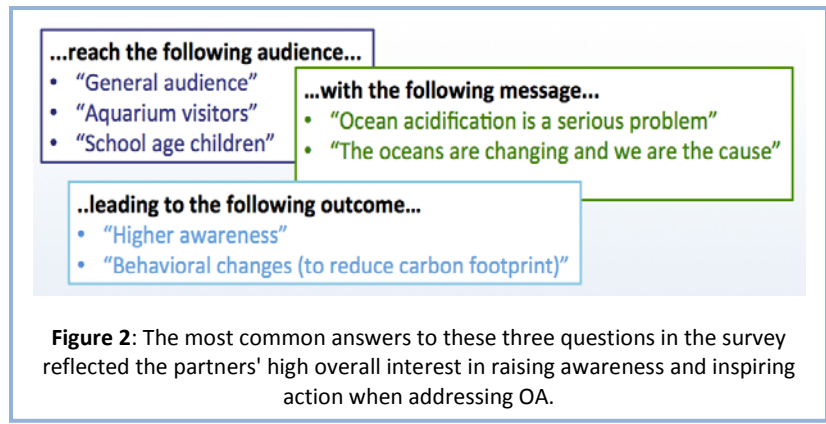 ...reach the following audience...
• “General audience”
• “Aquarium visitors”
• “School age children”
...with the following message...
• “Ocean acidification is a serious problem”
• “The oceans are changing and we are the cause”
..leading to the following outcome...
• “Higher awareness”
• “Behavioral changes (to reduce carbon footprint)”
Figure 2: The most common answers to these three questions in the survey
reflected the partners' high overall interest in raising awareness and inspiring
action when addressing OA.